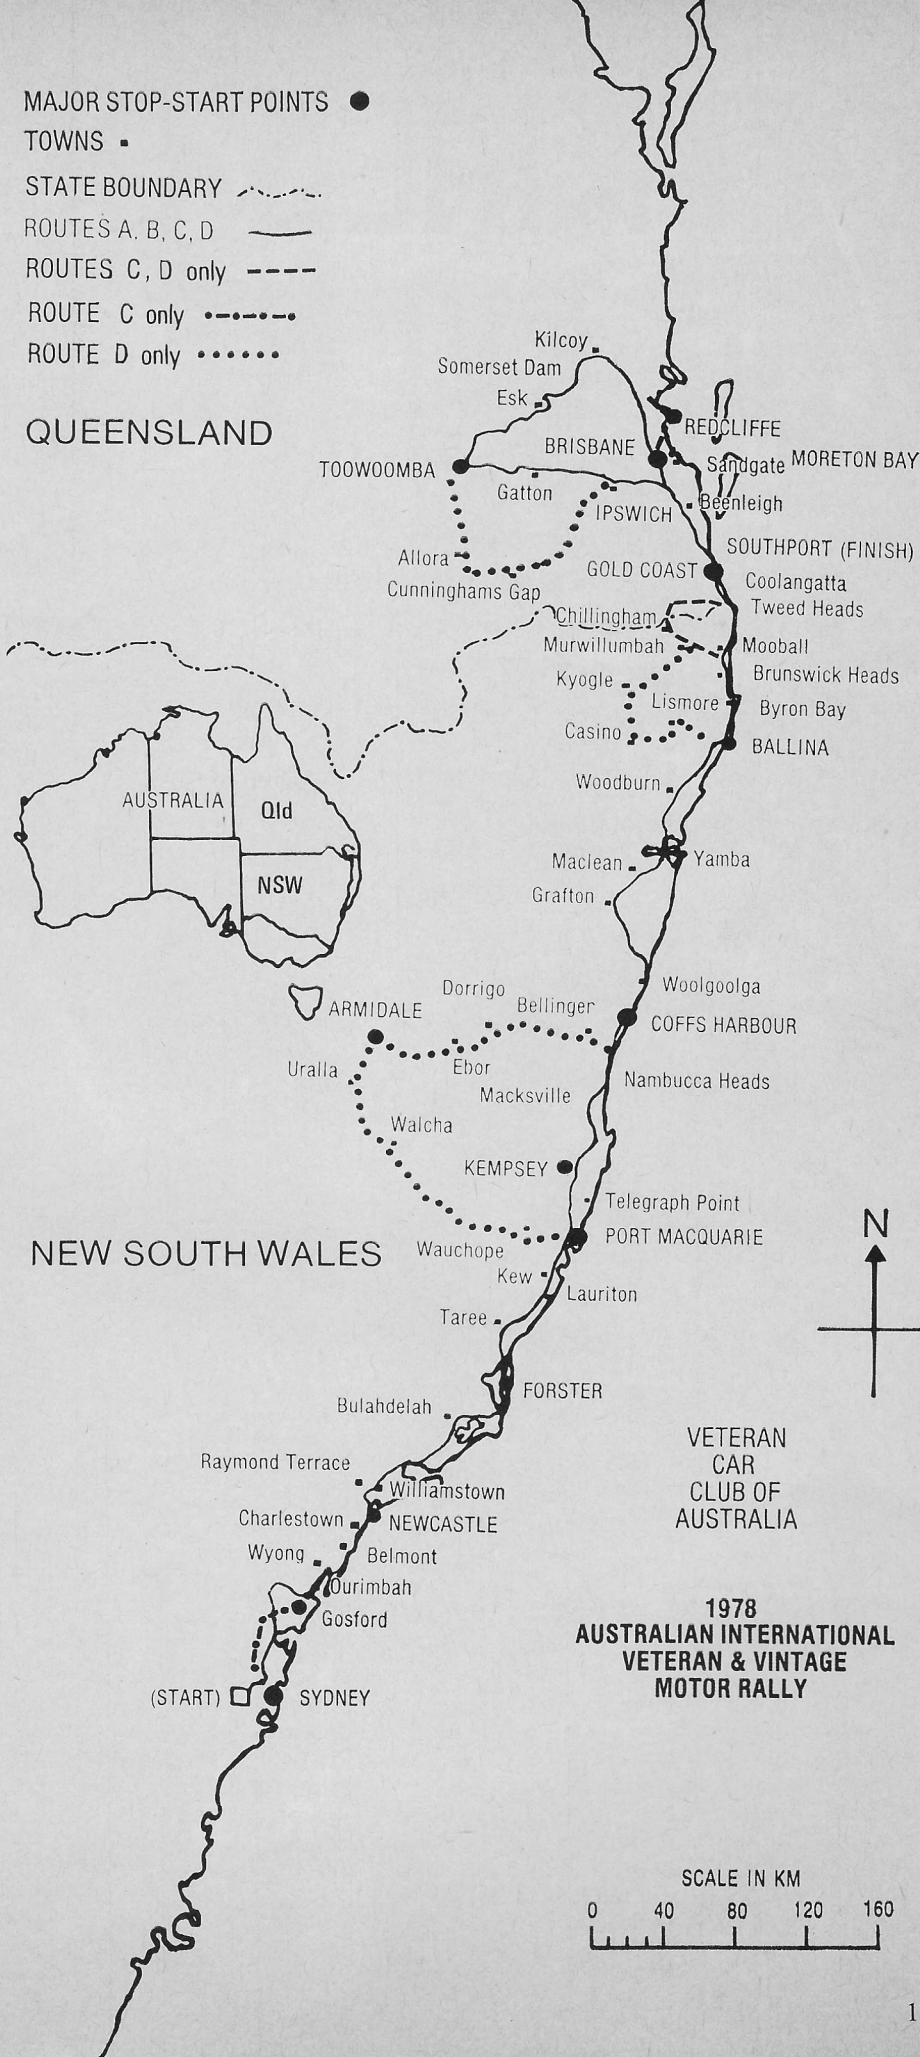 MAJOR STOP-START POINTS
TOWNS
STATE BOUNDARY
ROUTES A, B, C, D
ROUTES C, D only
ROUTE C only
ROUTE D only
QUEENSLAND
Kilcoy
Somerset Dam
Esk
REDCLIFFE
BRISBANE
TOOWOOMBA
Sandgate
MORETON BAY
Gatton
IPSWICH
Beenleigh
SOUTHPORT (FINISH)
Allora
GOLD COAST
Cunninghams Gap
Coolangatta
Chillingham
Tweed Heads
Murwillumbah
Mooball
Kyogle
Brunswick Heads
Lismore
Byron Bay
Casino
BALLINA
Woodburn
AUSTRALIA
Qld
NSW
Maclean
Yamba
Grafton
Woolgoolga
Dorrigo
Bellinger
ARMIDALE
COFFS HARBOUR
Uralla
Ebor
Nambucca Heads
Macksville
Walcha
KEMPSEY
Telegraph Point
PORT MACQUARIE
N
NEW SOUTH WALES
Wauchope
Kew
Lauriton
Taree
FORSTER
Bulahdelah
Raymond Terrace
Williamstown
Charlestown
NEWCASTLE
Wyong
Belmont
Ourimbah
Gosford
(START)
SYDNEY
VETERAN
CAR
CLUB OF
AUSTRALIA
1978
AUSTRALIAN INTERNATIONAL
VETERAN & VINTAGE
MOTOR RALLY
SCALE IN KM
0 40 80 120 160
1